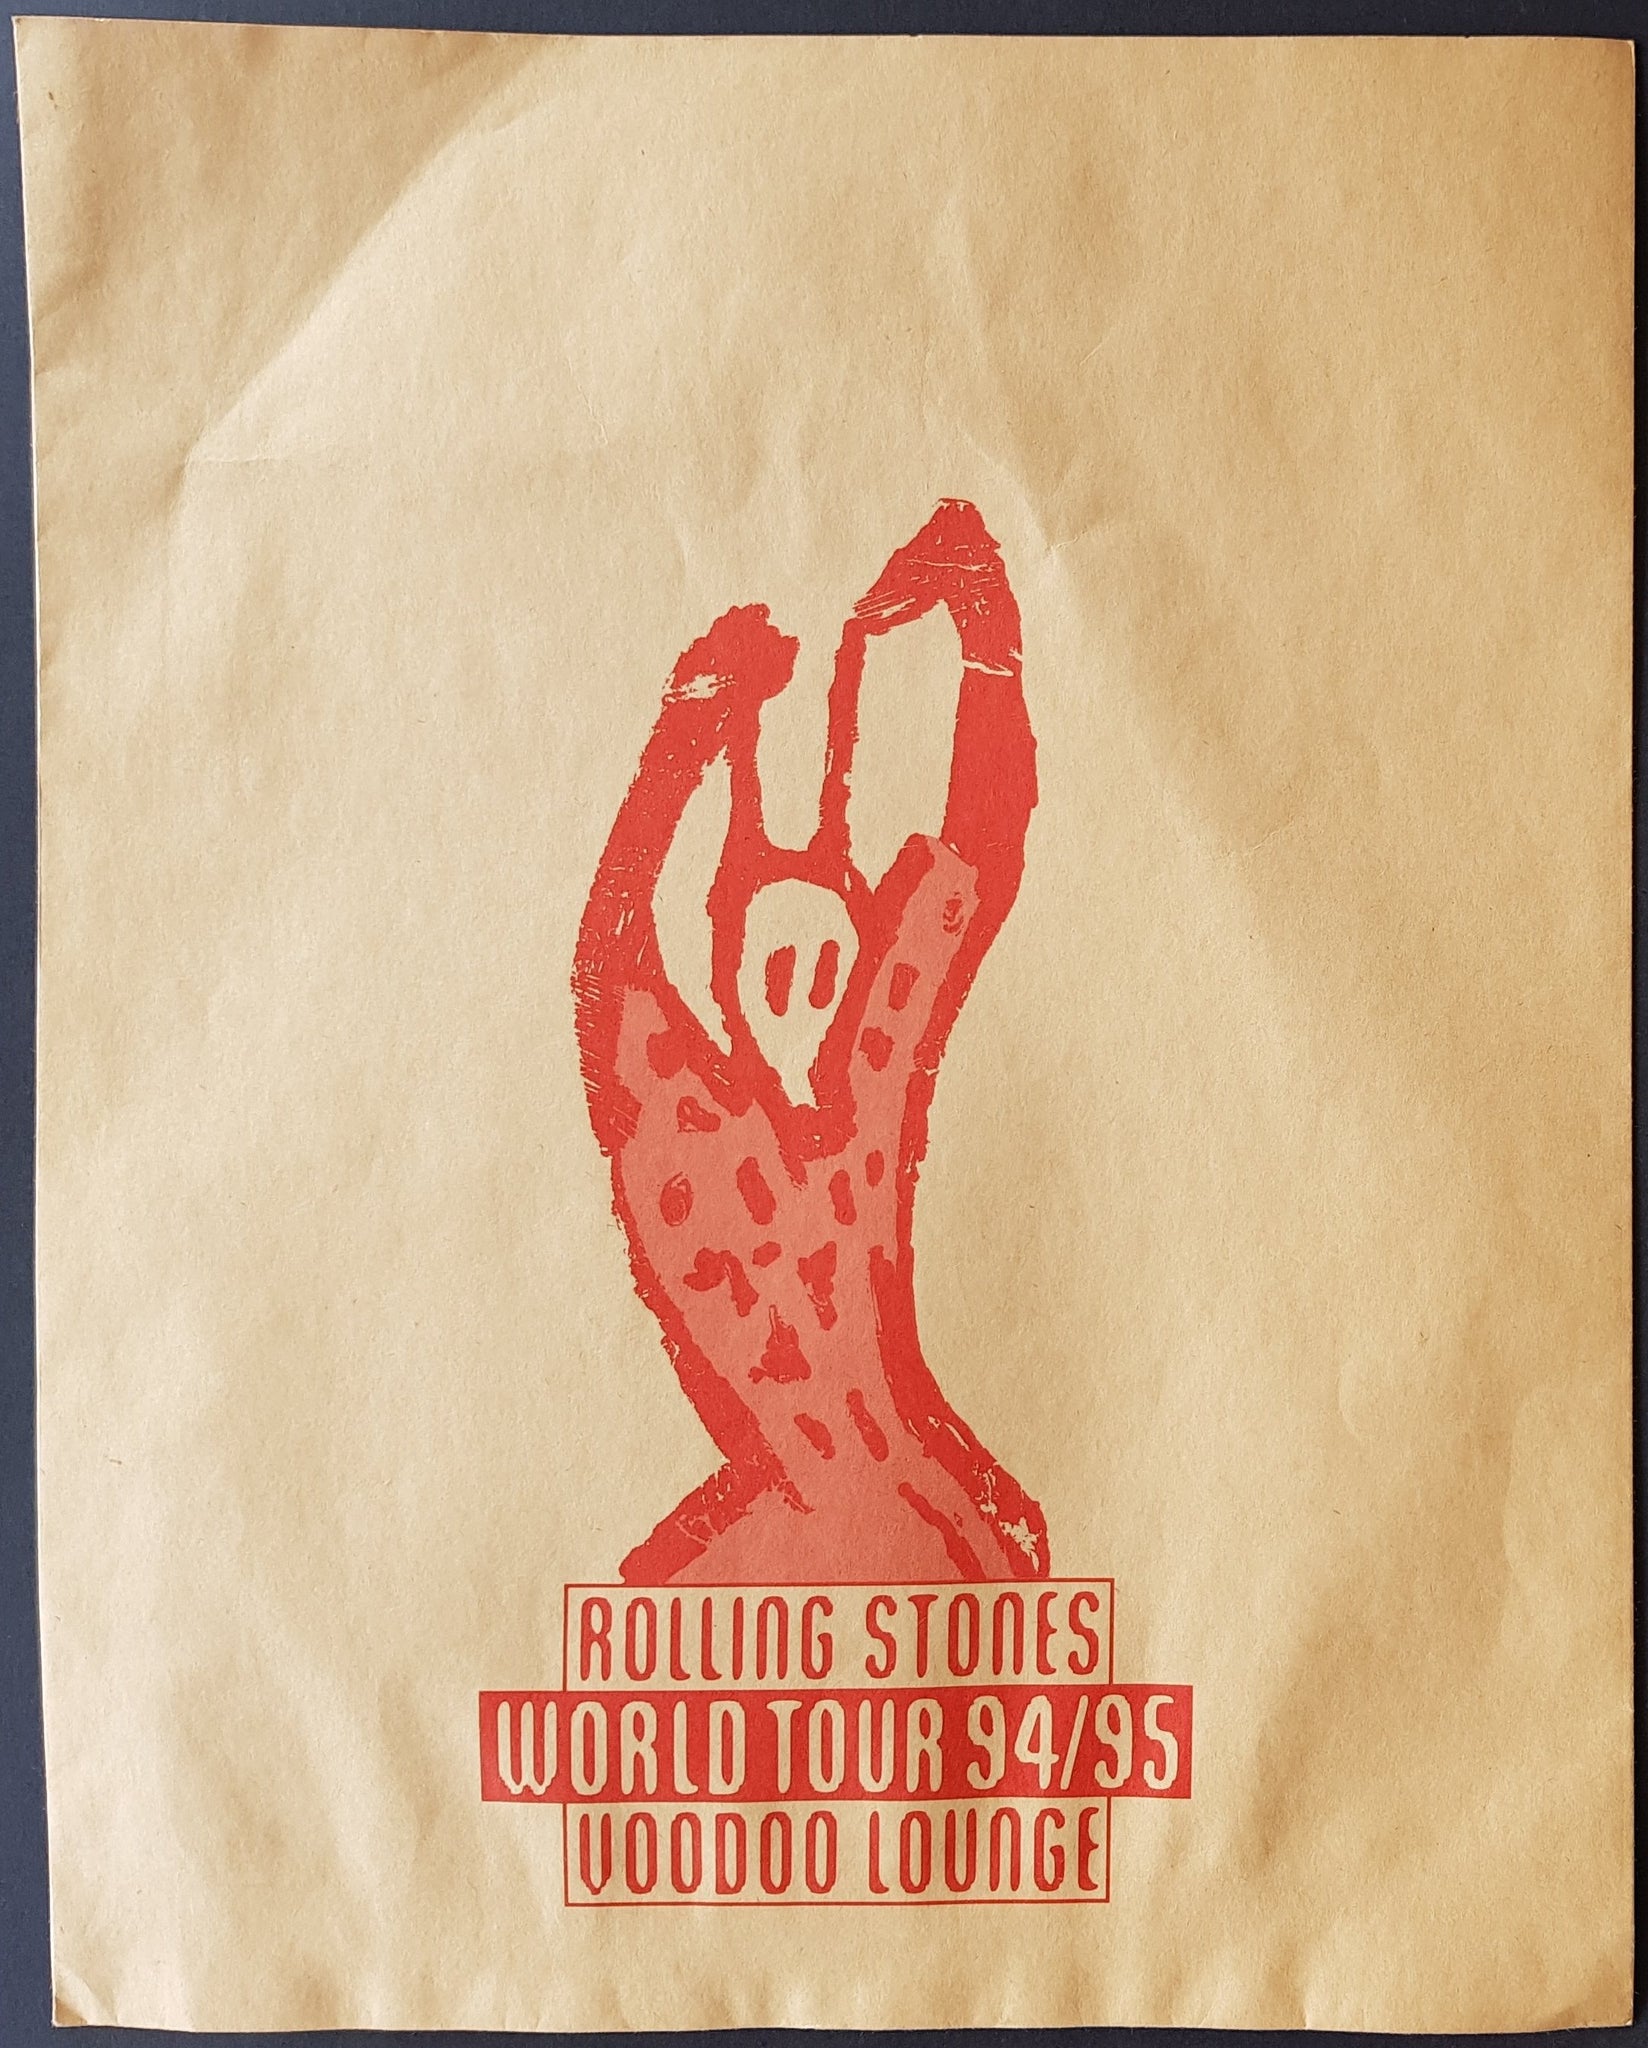 ROLLING STONES
WORLD TOUR 94/95
VOODOO LOUNGE